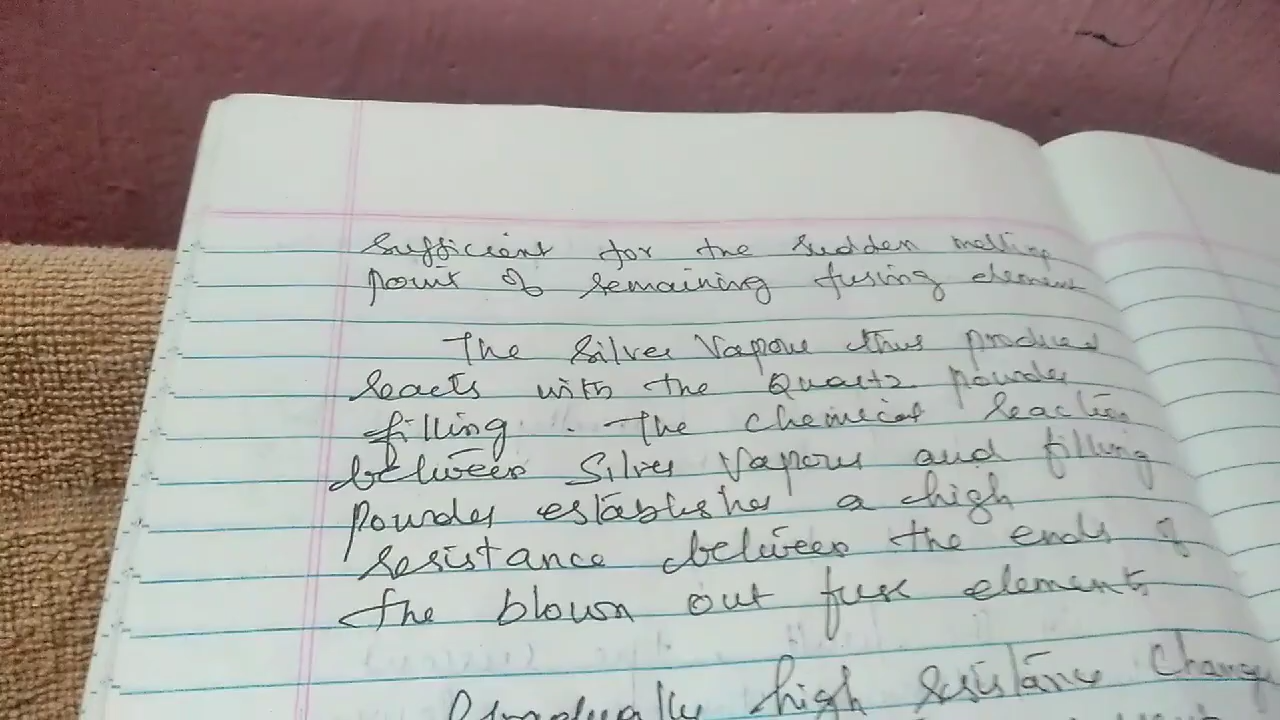 Sufficient for the sudden melting
point of remaining fusing element
The Silver Vapour thus produced
reacts with the Quartz powder
filling. The chemical reaction
between Silver Vapour and filling
powder establishes a high
resistance between the ends of
the blown out fuse element.
Gradually high resistance change